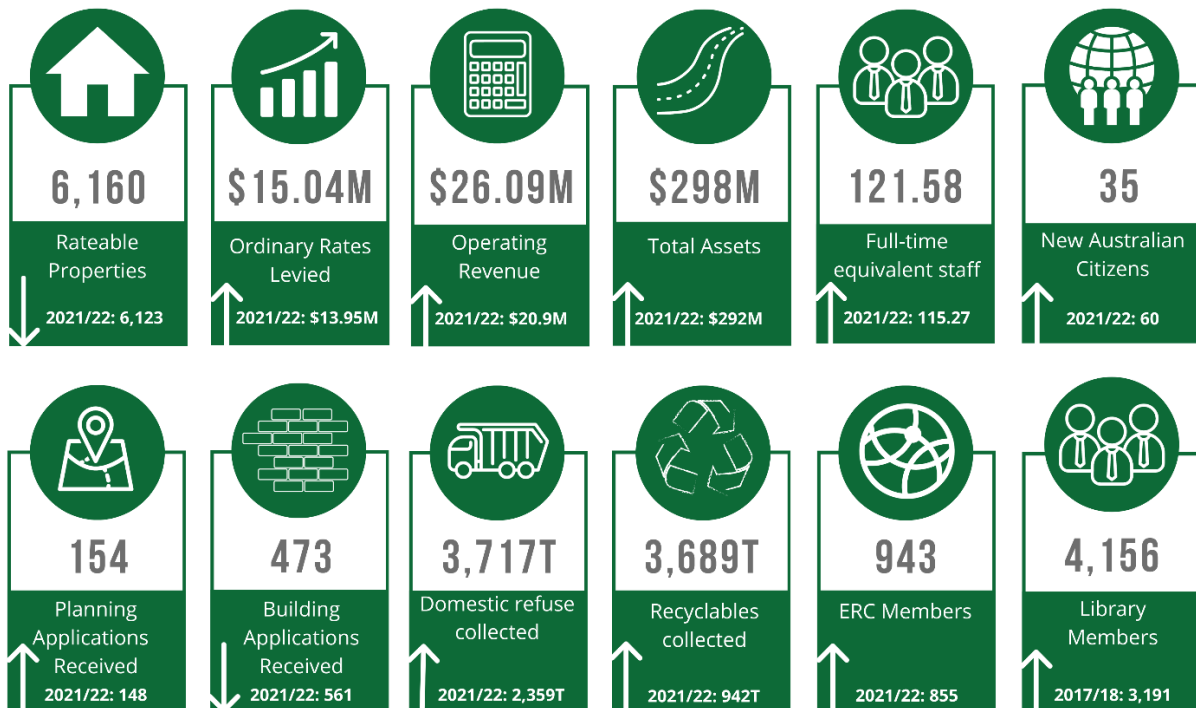 6,160
Rateable
Properties
2021/22: 6,123
$15.04M
Ordinary Rates
Levied
2021/22: $13.95M
$26.09M
Operating
Revenue
2021/22: $20.9M
$298M
Total Assets
2021/22: $292M
121.58
Full-time
equivalent staff
2021/22: 115.27
35
New Australian
Citizens
2021/22: 60
154
Planning
Applications
Received
2021/22: 148
473
Building
Applications
Received
2021/22: 561
3,717T
Domestic refuse
collected
2021/22: 2,359T
3,689T
Recyclables
collected
2021/22: 942T
943
ERC Members
2021/22: 855
4,156
Library
Members
2017/18: 3,191